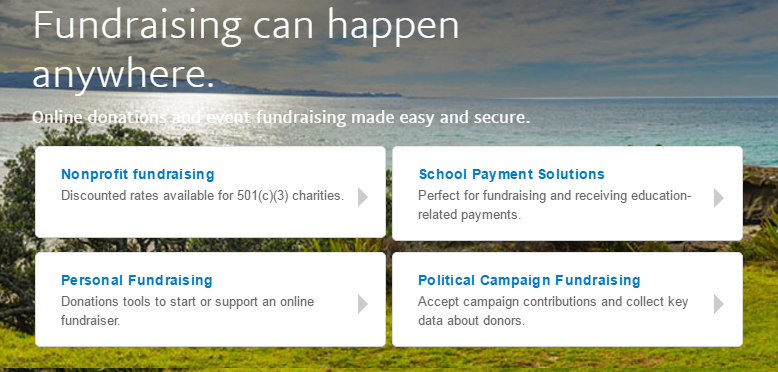 Fundraising can happen
anywhere.
Online donations and event fundraising made easy and secure.
Nonprofit fundraising
Discounted rates available for 501(c)(3) charities.
School Payment Solutions
Perfect for fundraising and receiving education-
related payments.
Personal Fundraising
Donations tools to start or support an online
fundraiser.
Political Campaign Fundraising
Accept campaign contributions and collect key
data about donors.